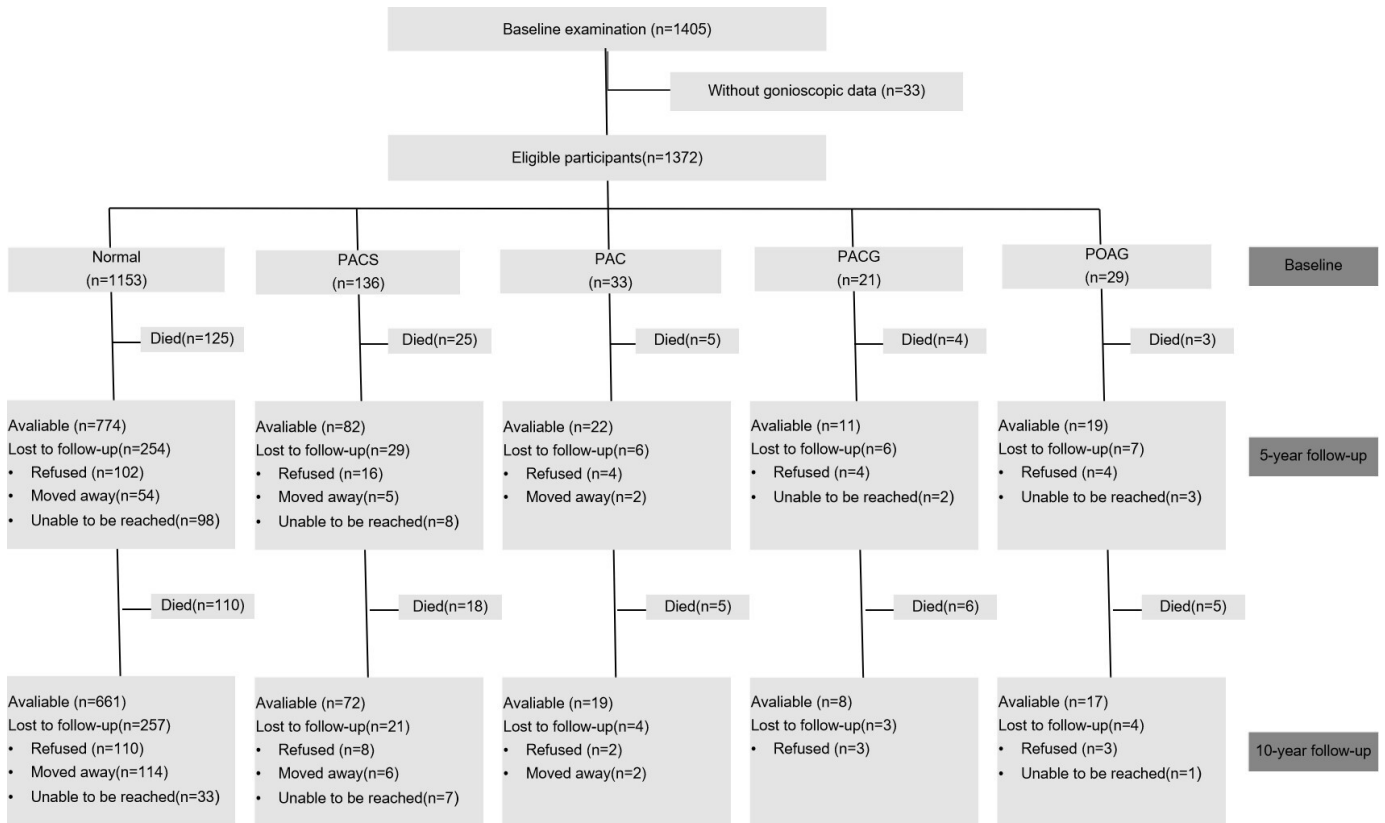 Baseline examination (n=1405)
Without gonioscopic data (n=33)
Eligible participants(n=1372)
Normal
(n=1153)
PACS
(n=136)
PAC
(n=33)
PACG
(n=21)
POAG
(n=29)
Baseline
Died(n=125)
Died(n=25)
Died(n=5)
Died(n=4)
Died(n=3)
Avaliable (n=774)
Lost to follow-up(n=254)
• Refused (n=102)
• Moved away(n=54)
• Unable to be reached(n=98)
Avaliable (n=82)
Lost to follow-up(n=29)
• Refused (n=16)
• Moved away(n=5)
• Unable to be reached(n=8)
Avaliable (n=22)
Lost to follow-up(n=6)
• Refused (n=4)
• Moved away(n=2)
Avaliable (n=11)
Lost to follow-up(n=6)
• Refused (n=4)
• Unable to be reached(n=2)
Avaliable (n=19)
Lost to follow-up(n=7)
• Refused (n=4)
• Unable to be reached(n=3)
5-year follow-up
Died(n=110)
Died(n=18)
Died(n=5)
Died(n=6)
Died(n=5)
Avaliable (n=661)
Lost to follow-up(n=257)
• Refused (n=110)
• Moved away(n=114)
• Unable to be reached(n=33)
Avaliable (n=72)
Lost to follow-up(n=21)
• Refused (n=8)
• Moved away(n=6)
• Unable to be reached(n=7)
Avaliable (n=19)
Lost to follow-up(n=4)
• Refused (n=2)
• Moved away(n=2)
Avaliable (n=8)
Lost to follow-up(n=3)
• Refused (n=3)
Avaliable (n=17)
Lost to follow-up(n=4)
• Refused (n=3)
• Unable to be reached(n=1)
10-year follow-up